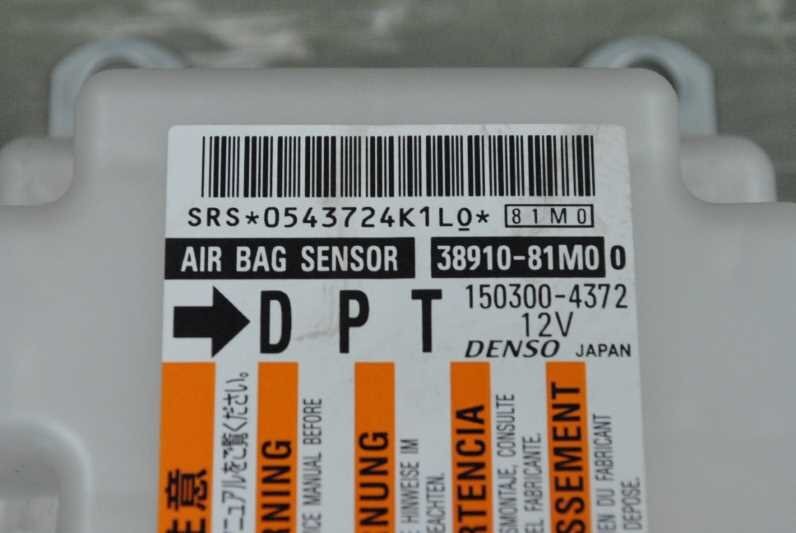 SRS*0543724K1L0*
81M0
AIR BAG SENSOR
38910-81M0 0
D P T
150300-4372
12V
DENSO JAPAN
意
ニュアルをご覧ください。
RNING
ICE MANUAL BEFORE
NUNG
HINWEISE IM
EACHTEN.
RTENCIA
SMONTAJE, CONSULTE
EL FABRICANTE.
SSEMENT
EN DU FABRICANT
DEPOSE.